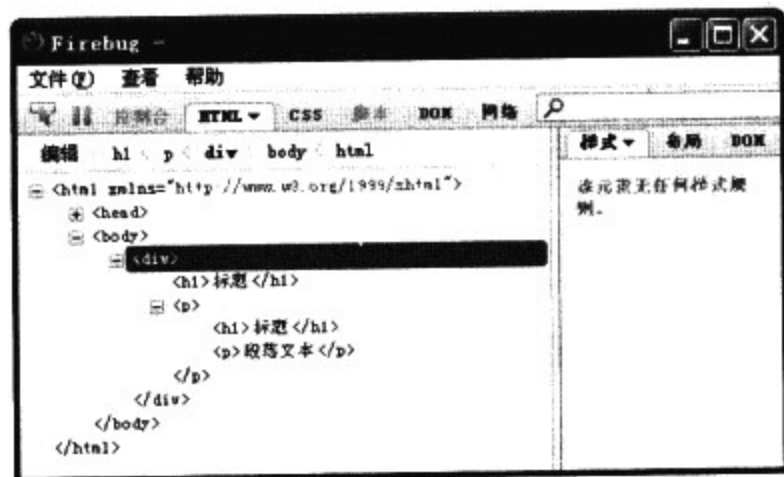 Firebug -
文件(F) 查看 帮助
控制台 HTML CSS 脚本 DOM 网络
编辑 h1 < p < div < body < html
样式 布局 DOM
<html xmlns="http://www.w3.org/1999/xhtml">
<head>
<body>
<div>
<h1>标题</h1>
<p>
<h1>标题</h1>
<p>段落文本</p>
</p>
</div>
</body>
</html>
该元素无任何样式规
则。